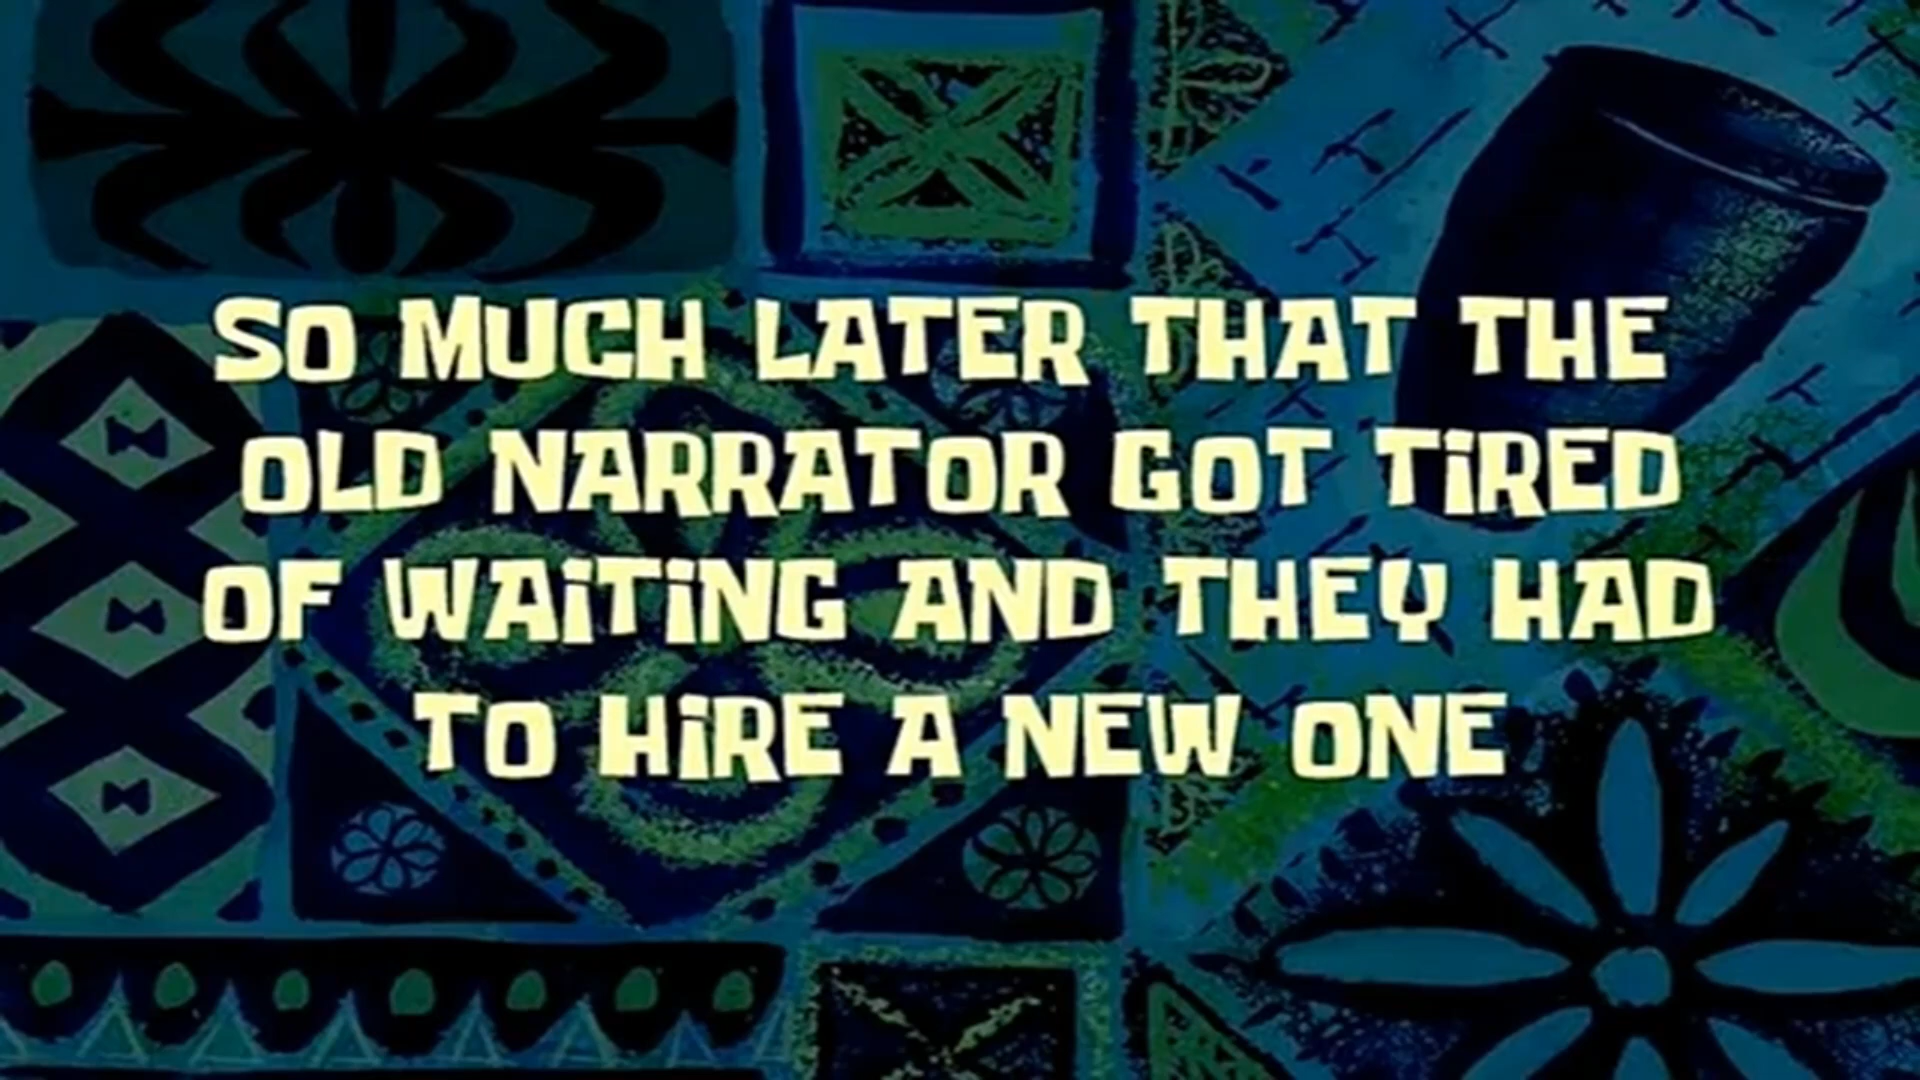 SO MUCH LATER THAT THE
OLD NARRATOR GOT TiRED
OF WAiTiNG AND THEY HAD
TO HiRE A NEW ONE